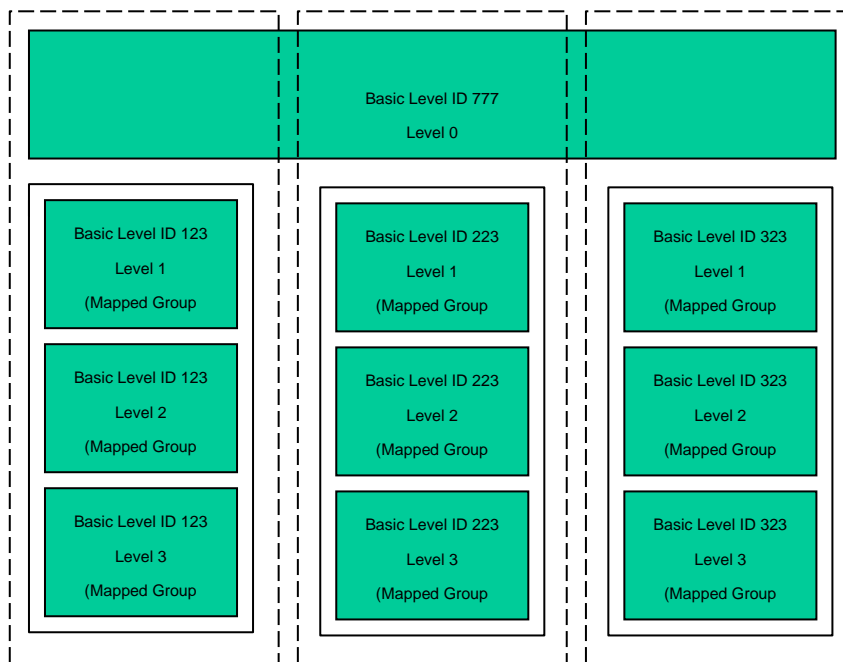 Basic Level ID 777
Level 0
Basic Level ID 123
Level 1
(Mapped Group
Basic Level ID 123
Level 2
(Mapped Group
Basic Level ID 123
Level 3
(Mapped Group
Basic Level ID 223
Level 1
(Mapped Group
Basic Level ID 223
Level 2
(Mapped Group
Basic Level ID 223
Level 3
(Mapped Group
Basic Level ID 323
Level 1
(Mapped Group
Basic Level ID 323
Level 2
(Mapped Group
Basic Level ID 323
Level 3
(Mapped Group